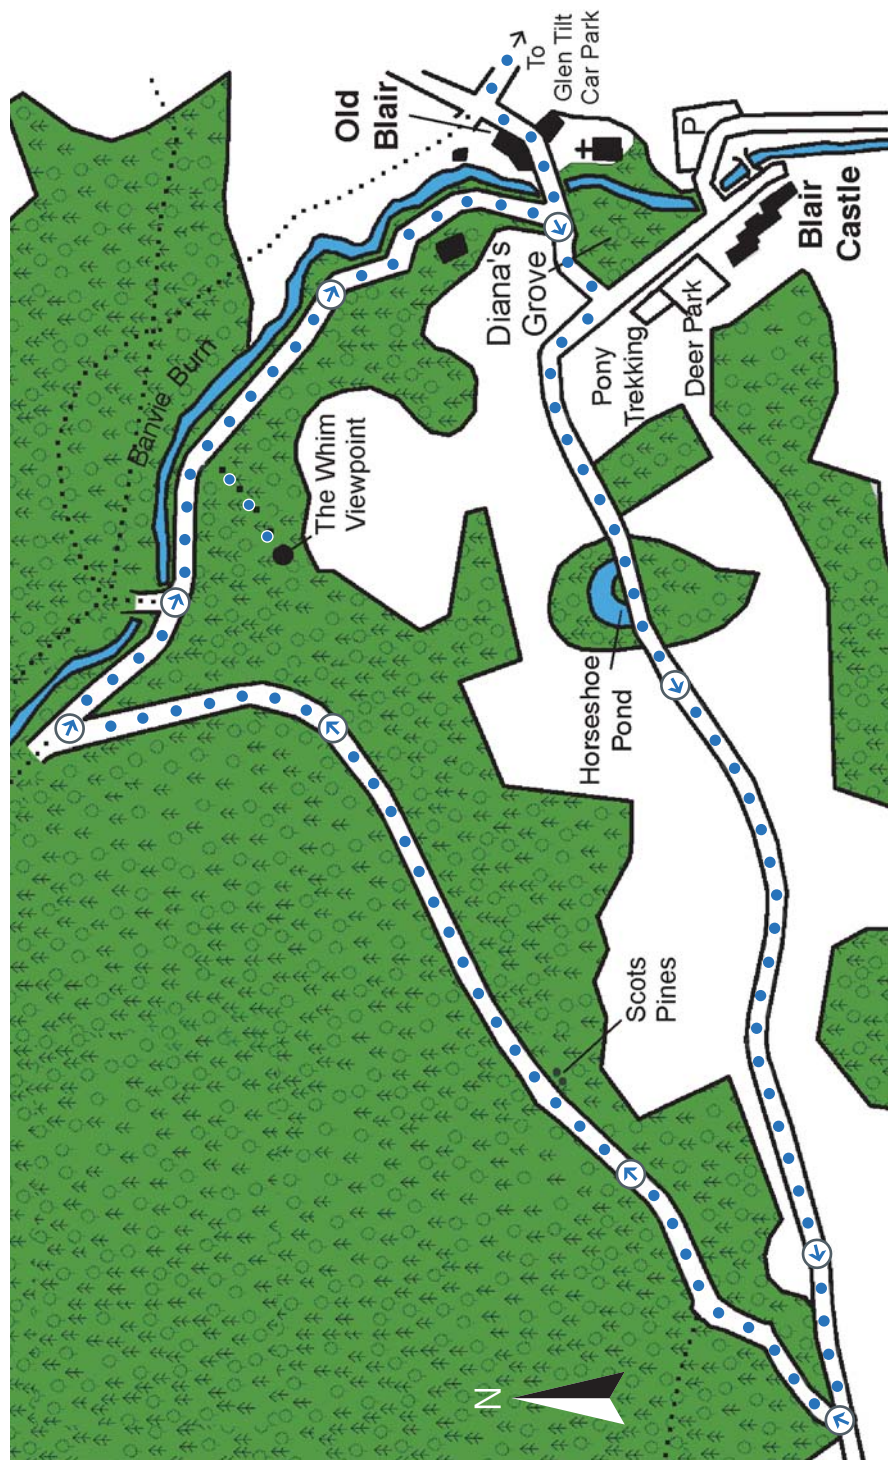 Old
Blair
To
Glen Tilt
Car Park
P
Blair
Castle
Diana's
Grove
Banvie Burn
Pony
Trekking
Deer Park
The Whim
Viewpoint
Horseshoe
Pond
Scots
Pines
N